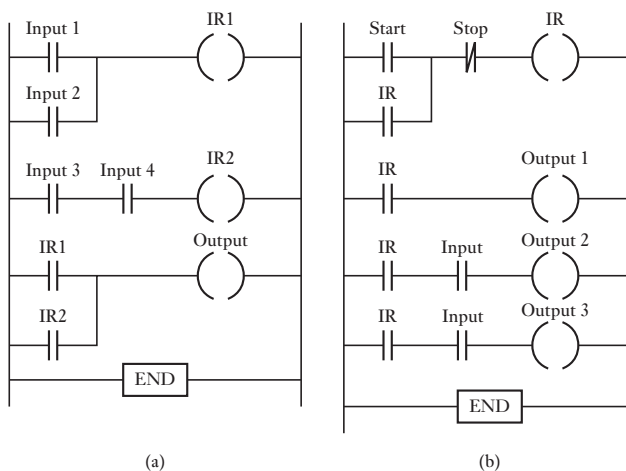 Input 1
IR1
Input 2
Input 3
Input 4
IR2
IR1
Output
IR2
END
(a)
Start
Stop
IR
IR
IR
Output 1
IR
Input
Output 2
IR
Input
Output 3
END
(b)